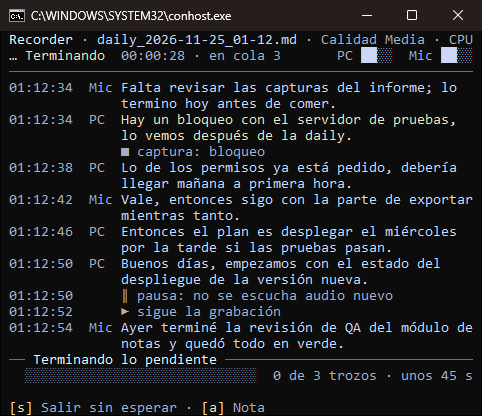 C:\WINDOWS\SYSTEM32\conhost.exe
Recorder · daily_2026-11-25_01-12.md · Calidad Media · CPU
… Terminando 00:00:28 · en cola 3 PC Mic
01:12:34 Mic Falta revisar las capturas del informe; lo
termino hoy antes de comer.
01:12:34 PC Hay un bloqueo con el servidor de pruebas,
lo vemos después de la daily.
■ captura: bloqueo
01:12:38 PC Lo de los permisos ya está pedido, debería
llegar mañana a primera hora.
01:12:42 Mic Vale, entonces sigo con la parte de exportar
mientras tanto.
01:12:46 PC Entonces el plan es desplegar el miércoles
por la tarde si las pruebas pasan.
01:12:50 PC Buenos días, empezamos con el estado del
despliegue de la versión nueva.
01:12:50 ‖ pausa: no se escucha audio nuevo
01:12:52 ► sigue la grabación
01:12:54 Mic Ayer terminé la revisión de QA del módulo de
notas y quedó todo en verde.
Terminando lo pendiente
0 de 3 trozos · unos 45 s
[s] Salir sin esperar · [a] Nota